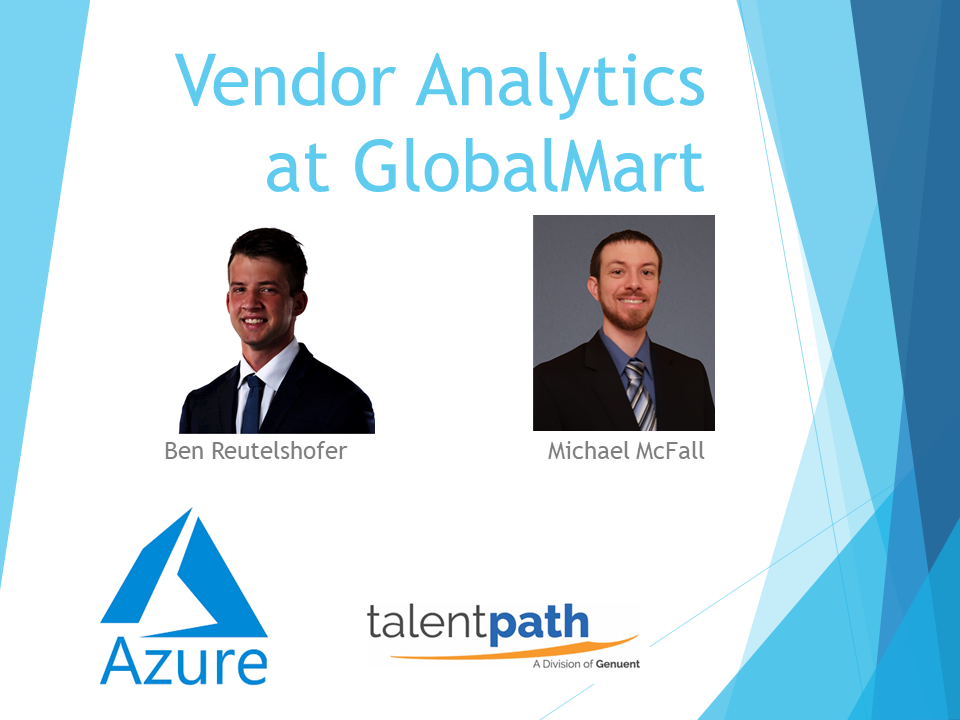 Vendor Analytics
at GlobalMart
Ben Reutelshofer
Michael McFall
Azure
talentpath
A Division of Genuent